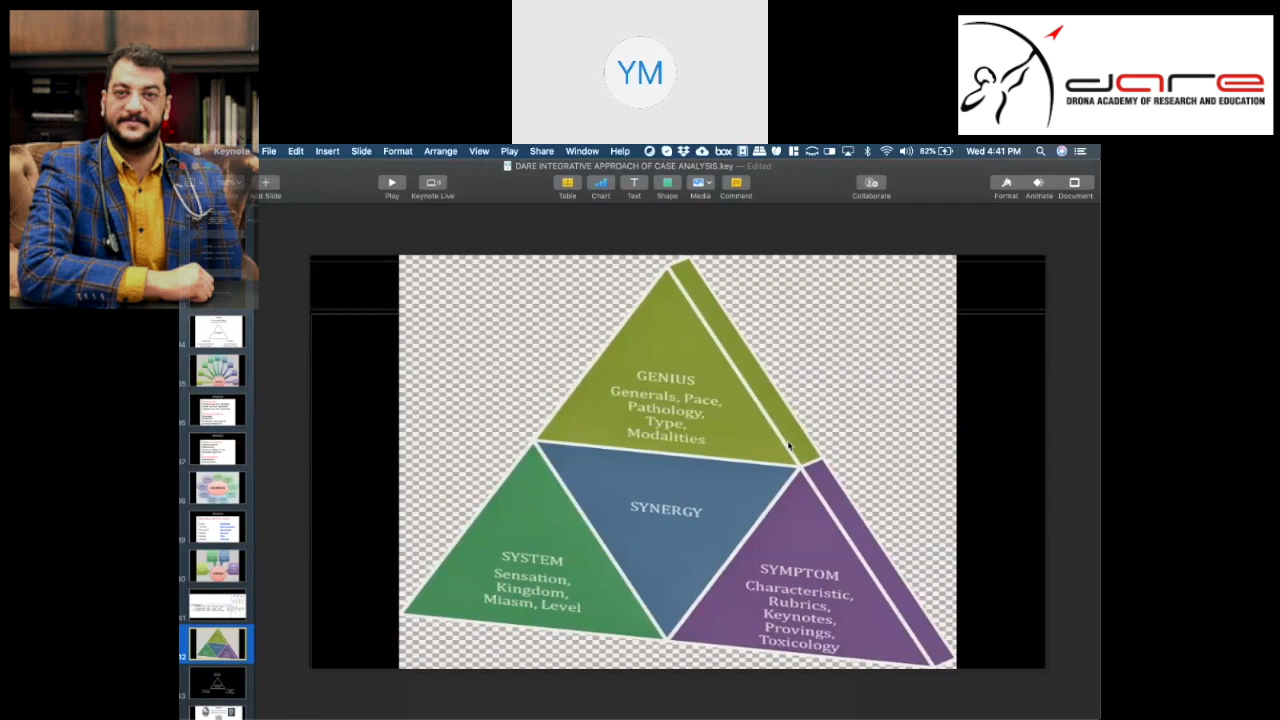 YM
dare
DRONA ACADEMY OF RESEARCH AND EDUCATION
Keynote File Edit Insert Slide Format Arrange View Play Share Window Help box 82% Wed 4:41 PM
DARE INTEGRATIVE APPROACH OF CASE ANALYSIS.key — Edited
Add Slide Play Keynote Live Table Chart Text Shape Media Comment Collaborate Format Animate Document
GENIUS
Generals, Pace,
Pathology,
Type,
Modalities
SYNERGY
SYSTEM
Sensation,
Kingdom,
Miasm, Level
SYMPTOM
Characteristic,
Rubrics,
Keynotes,
Provings,
Toxicology